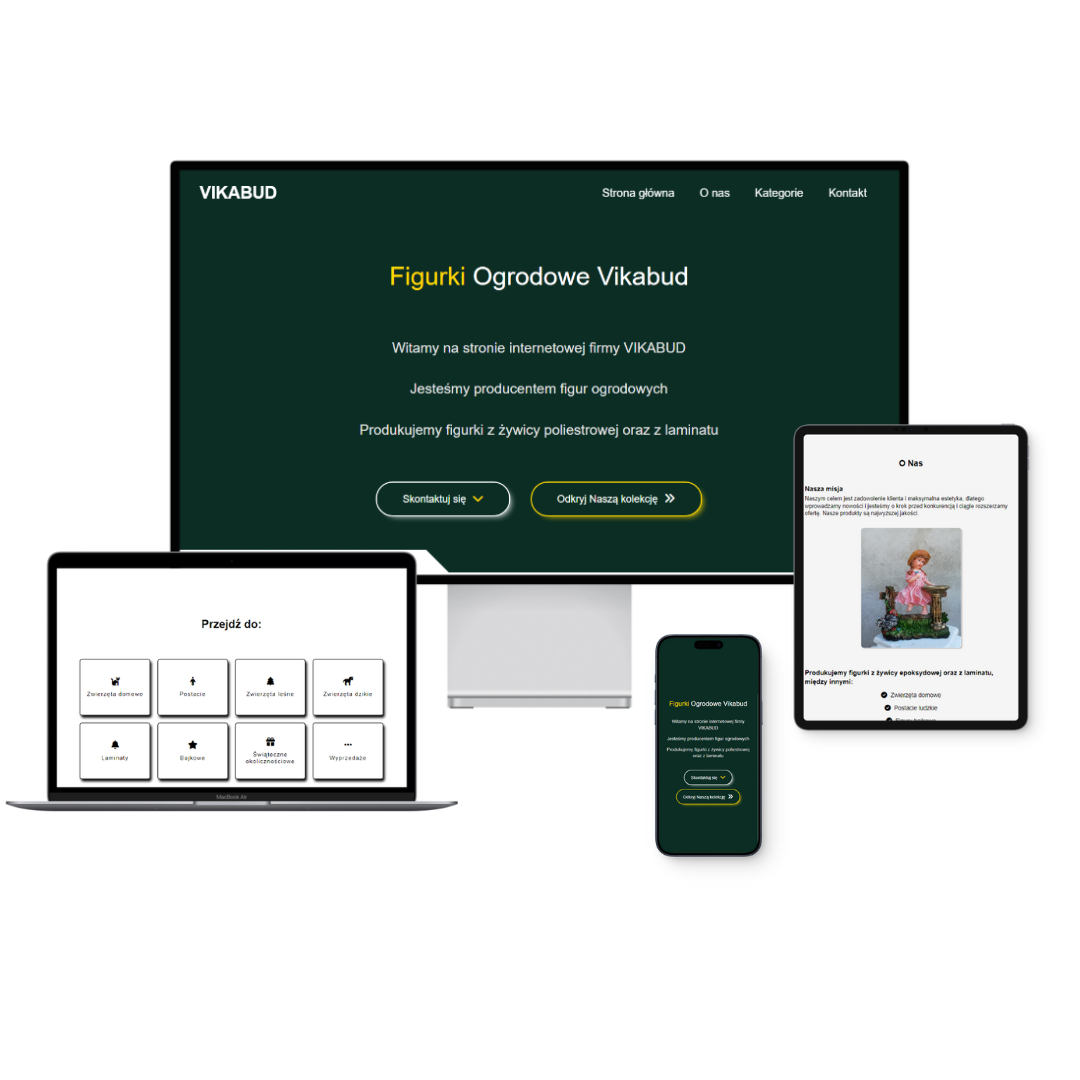 VIKABUD
Strona główna
O nas
Kategorie
Kontakt
Figurki Ogrodowe Vikabud
Witamy na stronie internetowej firmy VIKABUD
Jesteśmy producentem figur ogrodowych
Produkujemy figurki z żywicy poliestrowej oraz z laminatu
Skontaktuj się
Odkryj Naszą kolekcję
Przejdź do:
Zwierzęta domowe
Postacie
Zwierzęta leśne
Zwierzęta dzikie
Laminaty
Bajkowe
Świąteczne
okolicznościowe
Wyprzedaże
MacBook Air
Figurki Ogrodowe Vikabud
Witamy na stronie internetowej firmy
VIKABUD
Jesteśmy producentem figur ogrodowych
Produkujemy figurki z żywicy poliestrowej
oraz z laminatu
Skontaktuj się
Odkryj Naszą kolekcję
O Nas
Nasza misja
Naszym celem jest zadowolenie klienta i maksymalna estetyka, dlatego
wprowadzamy nowości i jesteśmy o krok przed konkurencją i ciągle rozszerzamy
ofertę. Nasze produkty są najwyższej jakości.
Produkujemy figurki z żywicy epoksydowej oraz z laminatu,
między innymi:
Zwierzęta domowe
Postacie ludzkie